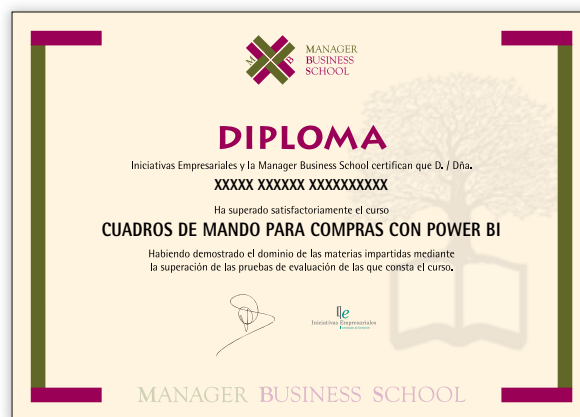 M B
MANAGER
BUSINESS
SCHOOL
DIPLOMA
Iniciativas Empresariales y la Manager Business School certifican que D. / Dña.
XXXXX XXXXXX XXXXXXXXXX
Ha superado satisfactoriamente el curso
CUADROS DE MANDO PARA COMPRAS CON POWER BI
Habiendo demostrado el dominio de las materias impartidas mediante
la superación de las pruebas de evaluación de las que consta el curso.
Ie
Iniciativas Empresariales
MANAGER BUSINESS SCHOOL